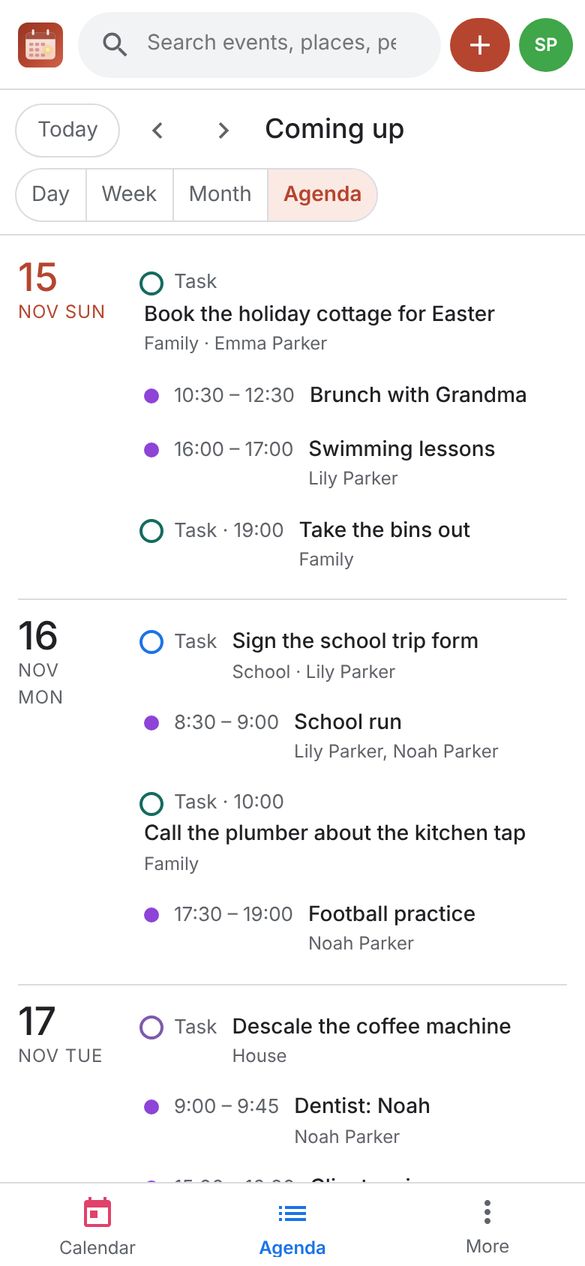 Search events, places, pe
SP
Today
Coming up
Day Week Month Agenda
15
NOV SUN
Task
Book the holiday cottage for Easter
Family · Emma Parker
10:30 – 12:30 Brunch with Grandma
16:00 – 17:00 Swimming lessons
Lily Parker
Task · 19:00 Take the bins out
Family
16
NOV
MON
Task Sign the school trip form
School · Lily Parker
8:30 – 9:00 School run
Lily Parker, Noah Parker
Task · 10:00
Call the plumber about the kitchen tap
Family
17:30 – 19:00 Football practice
Noah Parker
17
NOV TUE
Task Descale the coffee machine
House
9:00 – 9:45 Dentist: Noah
Noah Parker
Calendar
Agenda
More